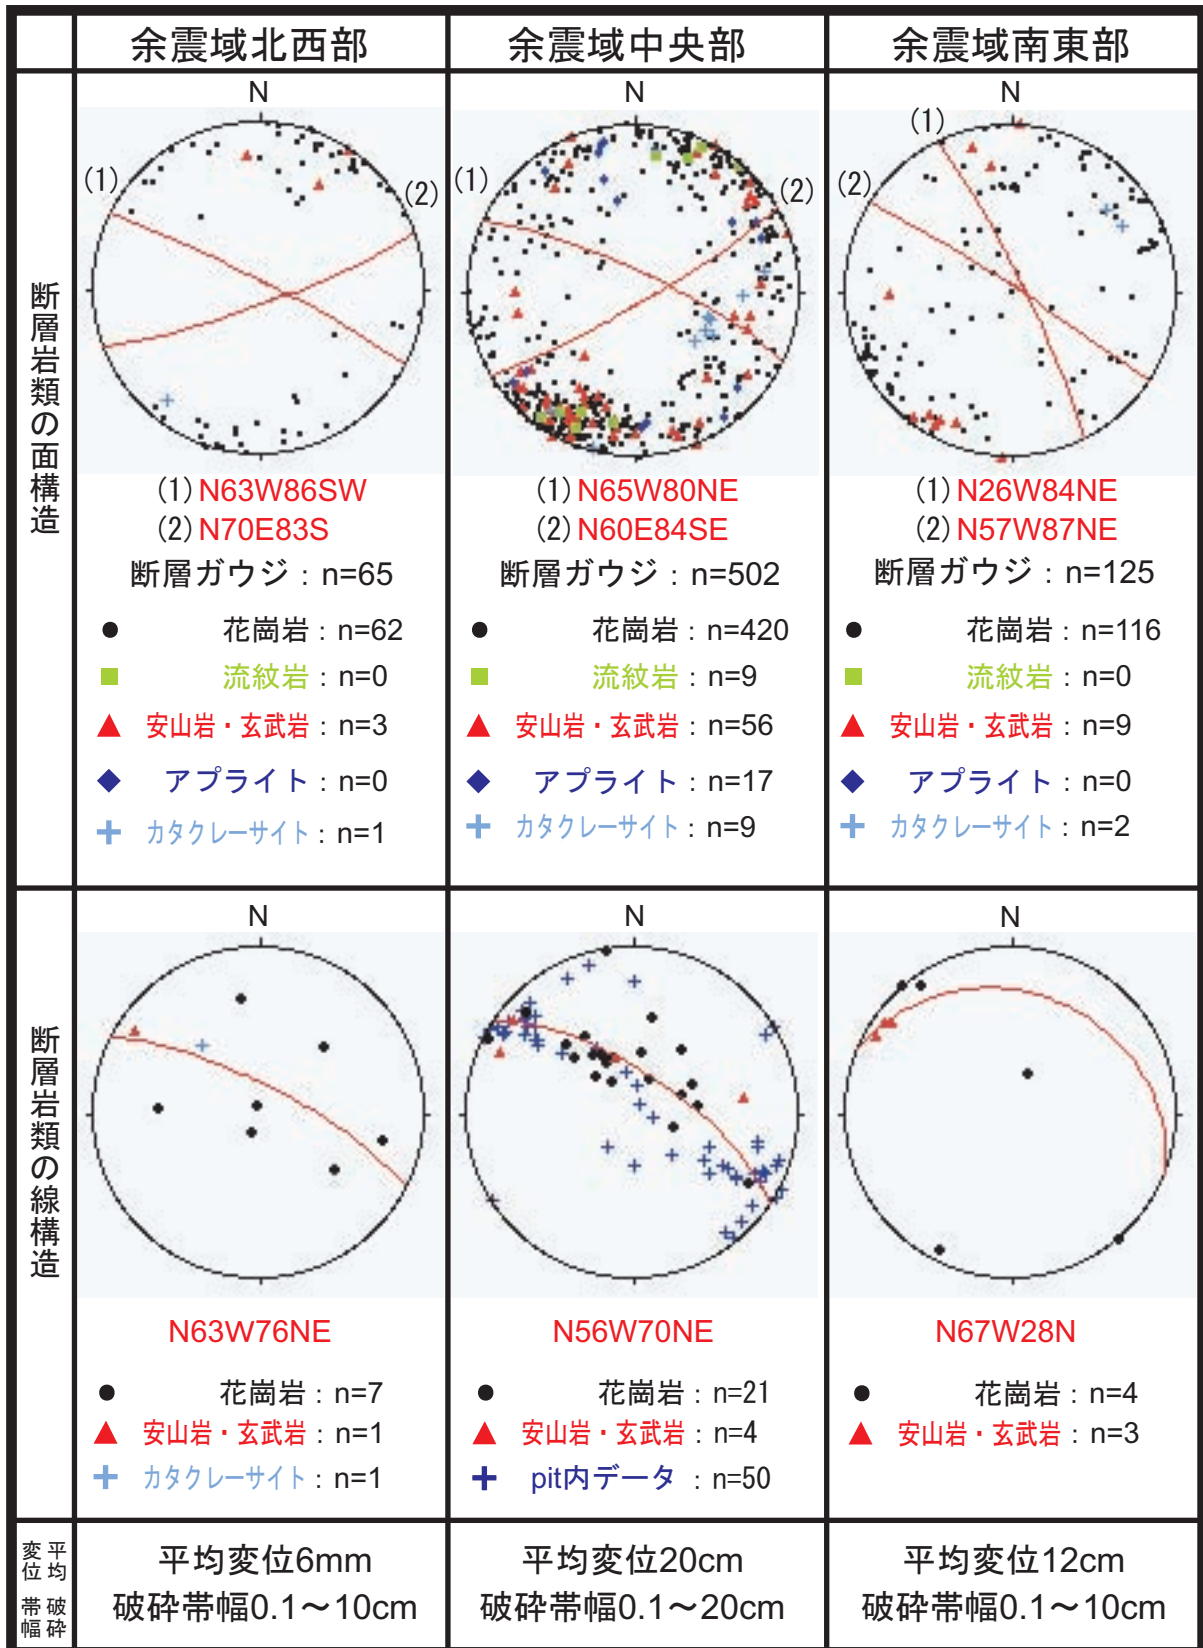 余震域北西部 余震域中央部 余震域南東部
断層岩類の面構造
N
(1)
(2)
(1) N63W86SW
(2) N70E83S
断層ガウジ：n=65
花崗岩：n=62
流紋岩：n=0
安山岩・玄武岩：n=3
アプライト：n=0
カタクレーサイト：n=1
N
(1)
(2)
(1) N65W80NE
(2) N60E84SE
断層ガウジ：n=502
花崗岩：n=420
流紋岩：n=9
安山岩・玄武岩：n=56
アプライト：n=17
カタクレーサイト：n=9
N
(1)
(2)
(1) N26W84NE
(2) N57W87NE
断層ガウジ：n=125
花崗岩：n=116
流紋岩：n=0
安山岩・玄武岩：n=9
アプライト：n=0
カタクレーサイト：n=2
断層岩類の線構造
N
N63W76NE
花崗岩：n=7
安山岩・玄武岩：n=1
カタクレーサイト：n=1
N
N56W70NE
花崗岩：n=21
安山岩・玄武岩：n=4
pit内データ：n=50
N
N67W28N
花崗岩：n=4
安山岩・玄武岩：n=3
平均変位
破砕帯幅
平均変位6mm
破砕帯幅0.1～10cm
平均変位20cm
破砕帯幅0.1～20cm
平均変位12cm
破砕帯幅0.1～10cm